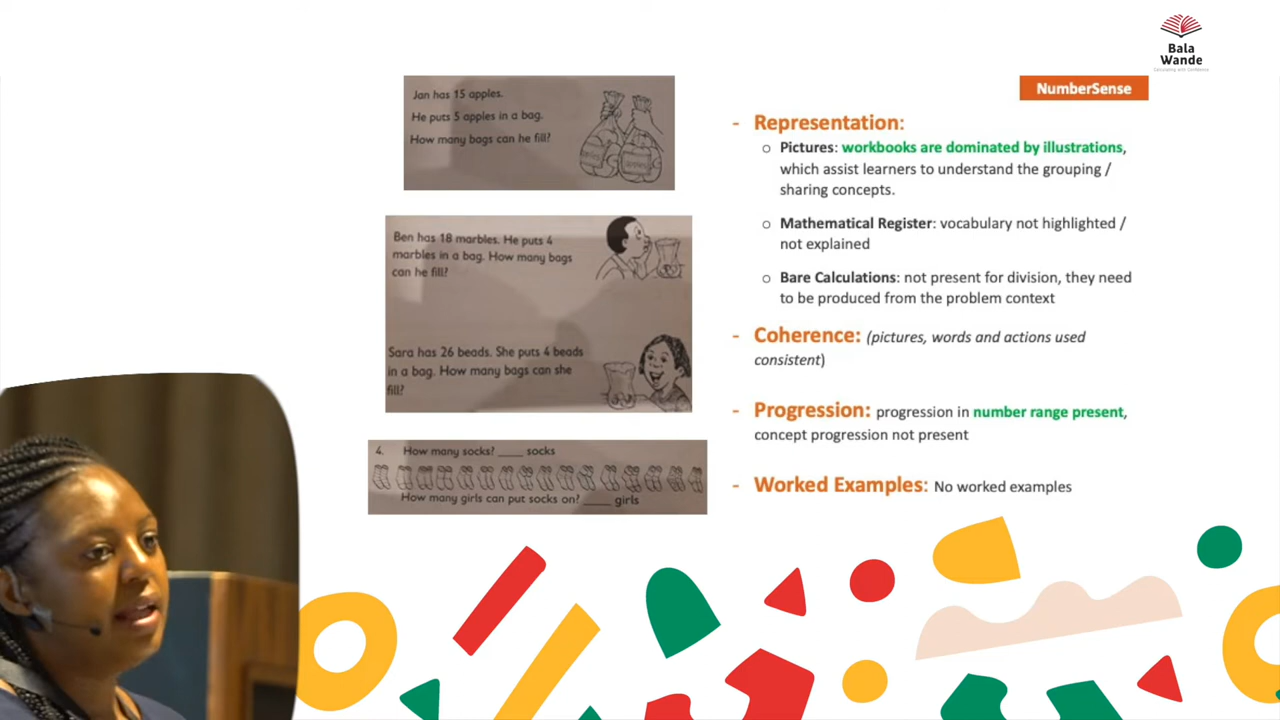 Bala
Wande
Calculating with Confidence
NumberSense
Jan has 15 apples.
He puts 5 apples in a bag.
How many bags can he fill?
apples
apples
Ben has 18 marbles. He puts 4
marbles in a bag. How many bags
can he fill?
Sara has 26 beads. She puts 4 beads
in a bag. How many bags can she
fill?
4. How many socks? ____ socks
How many girls can put socks on? ____ girls
- Representation:
o Pictures: workbooks are dominated by illustrations,
which assist learners to understand the grouping /
sharing concepts.
o Mathematical Register: vocabulary not highlighted /
not explained
o Bare Calculations: not present for division, they need
to be produced from the problem context
- Coherence: (pictures, words and actions used
consistent)
- Progression: progression in number range present,
concept progression not present
- Worked Examples: No worked examples